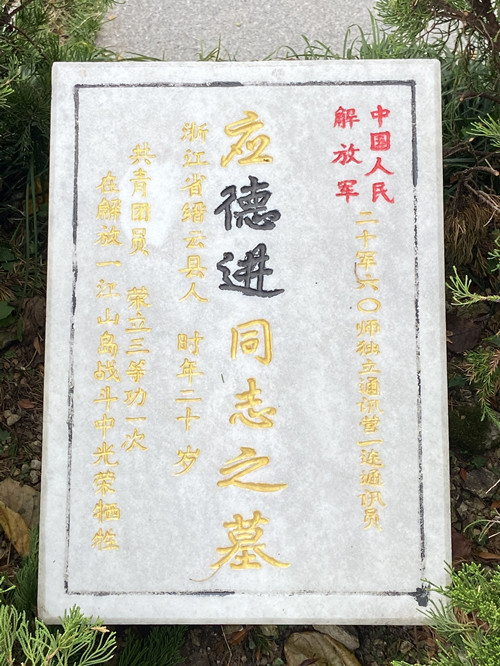 中国人民
解放军
二十军六〇师独立通讯营一连通讯员
应德进同志之墓
浙江省缙云县人 时年二十岁
共青团员 荣立三等功一次
在解放一江山岛战斗中光荣牺牲